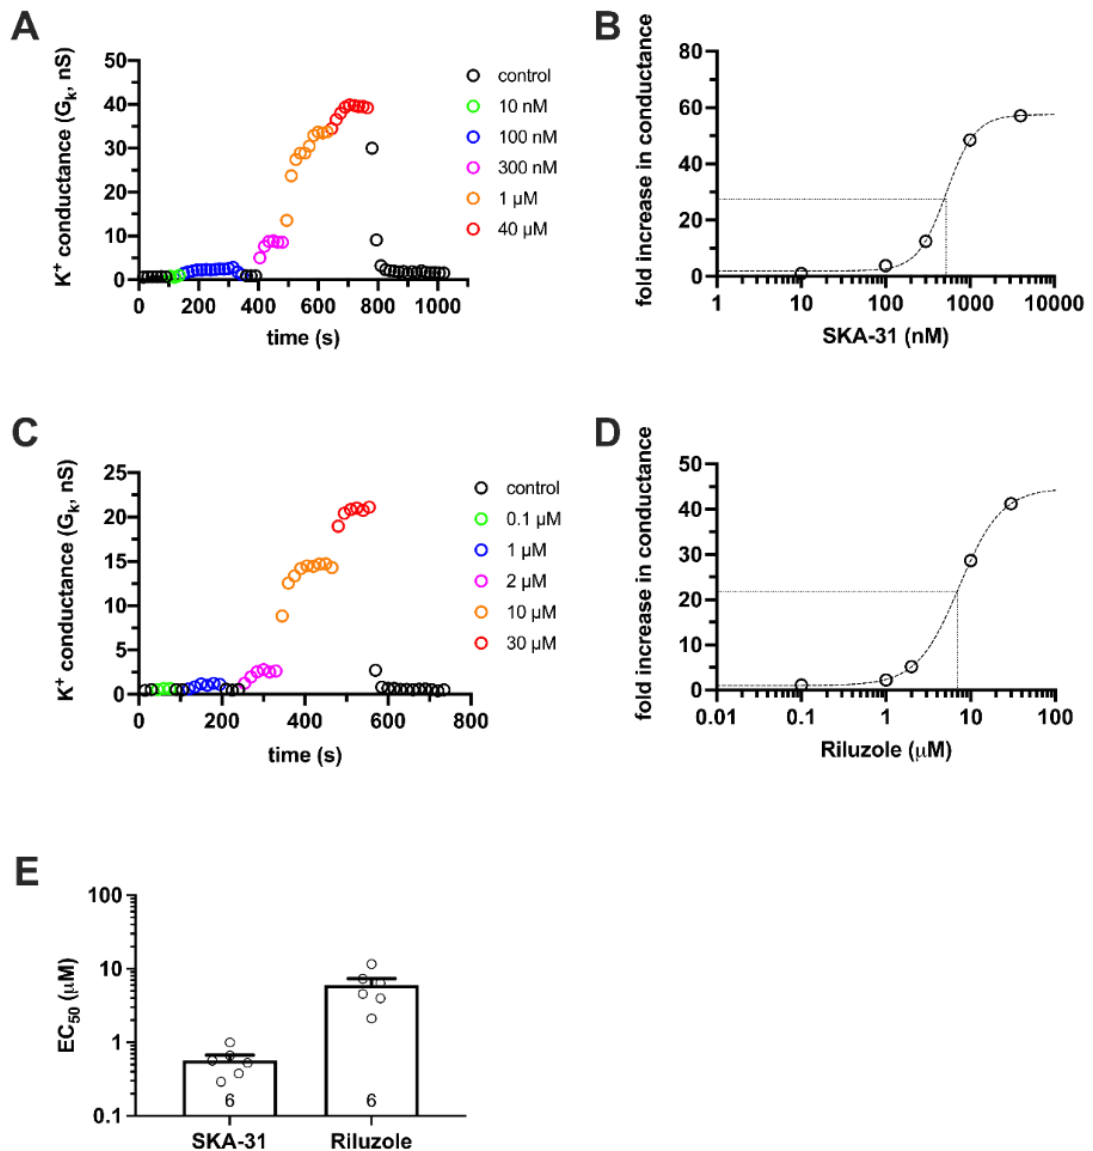 A
K⁺ conductance (Gₖ, nS)
50
40
30
20
10
0
0 200 400 600 800 1000
time (s)
control
10 nM
100 nM
300 nM
1 µM
40 µM
B
fold increase in conductance
80
60
40
20
0
1 10 100 1000 10000
SKA-31 (nM)
C
K⁺ conductance (Gₖ, nS)
25
20
15
10
5
0
0 200 400 600 800
time (s)
control
0.1 µM
1 µM
2 µM
10 µM
30 µM
D
fold increase in conductance
50
40
30
20
10
0
0.01 0.1 1 10 100
Riluzole (µM)
E
EC₅₀ (µM)
100
10
1
0.1
6 6
SKA-31 Riluzole